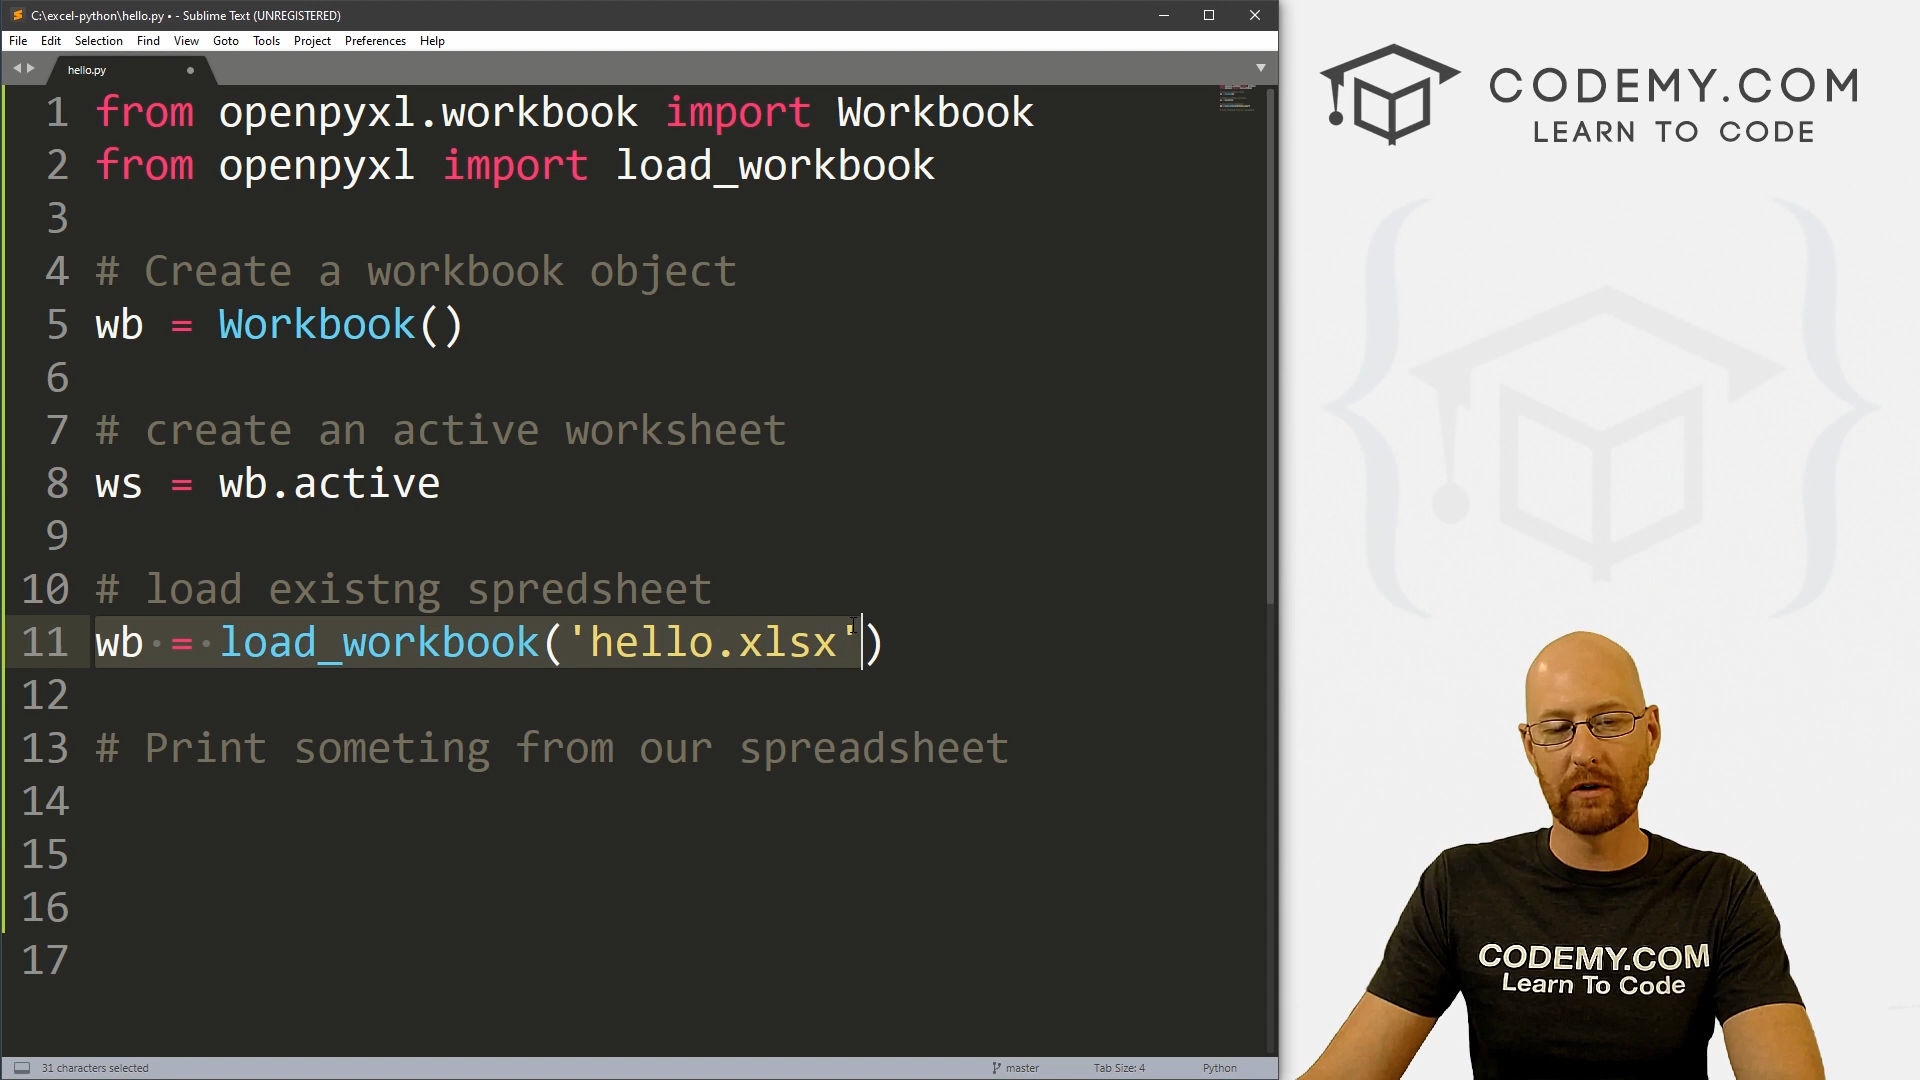 C:\excel-python\hello.py • - Sublime Text (UNREGISTERED)
File Edit Selection Find View Goto Tools Project Preferences Help
hello.py
1 from openpyxl.workbook import Workbook
2 from openpyxl import load_workbook
3
4 # Create a workbook object
5 wb = Workbook()
6
7 # create an active worksheet
8 ws = wb.active
9
10 # load existng spredsheet
11 wb = load_workbook('hello.xlsx')
12
13 # Print someting from our spreadsheet
14
15
16
17
31 characters selected
master
Tab Size: 4
Python
CODEMY.COM
LEARN TO CODE
CODEMY.COM
Learn To Code